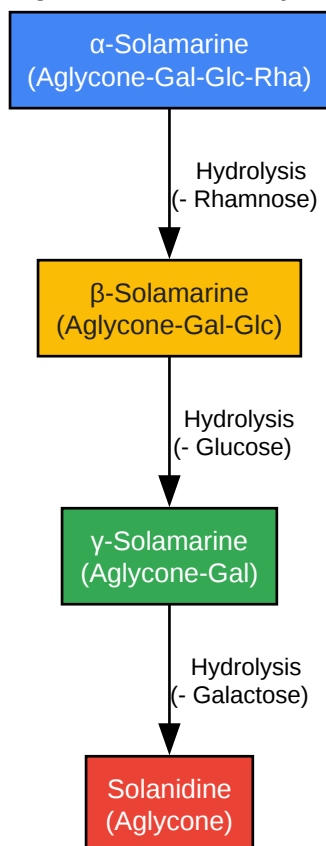 α-Solamarine
(Aglycone-Gal-Glc-Rha)
Hydrolysis
(- Rhamnose)
β-Solamarine
(Aglycone-Gal-Glc)
Hydrolysis
(- Glucose)
γ-Solamarine
(Aglycone-Gal)
Hydrolysis
(- Galactose)
Solanidine
(Aglycone)